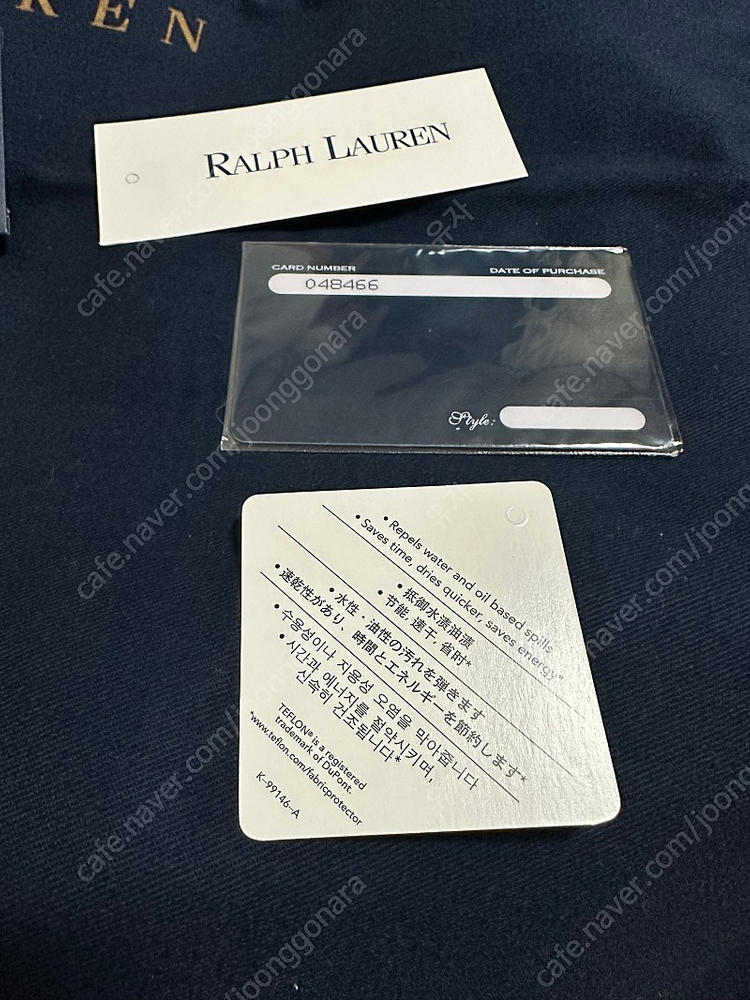 REN
RALPH LAUREN
CARD NUMBER
DATE OF PURCHASE
048466
Style:
• Repels water and oil based spills
• Saves time, dries quicker, saves energy*
• 抵御水渍油渍
• 节能, 速干, 省时*
• 水性・油性の汚れを弾きます
• 速乾性があり、時間とエネルギーを節約します*
• 수용성이나 지용성 오염을 막아줍니다
• 시간과 에너지를 절약시키며,
신속히 건조됩니다*
TEFLON® is a registered
trademark of DuPont.
*www.teflon.com/fabricprotector
K-99146-A
cafe.naver.com/joonggonara